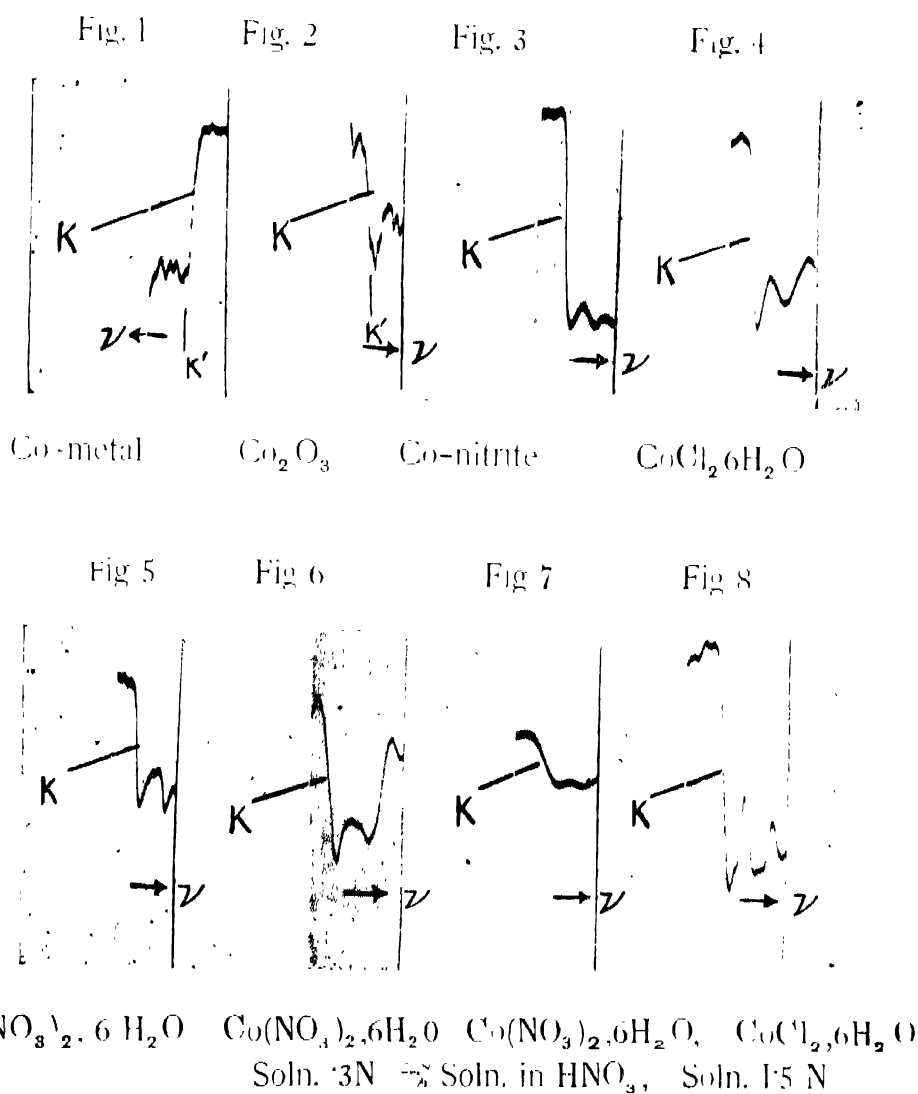 Fig. 1 Fig. 2 Fig. 3 Fig. 4
K K K K
ν K' K' ν ν ν
Co-metal Co₂O₃ Co-nitrite CoCl₂6H₂O
Fig 5 Fig 6 Fig 7 Fig 8
K K K K
ν ν ν ν
NO₃)₂. 6 H₂O Co(NO₃)₂,6H₂O Co(NO₃)₂,6H₂O, CoCl₂,6H₂O
Soln. ·3N Soln. in HNO₃, Soln. 1·5 N